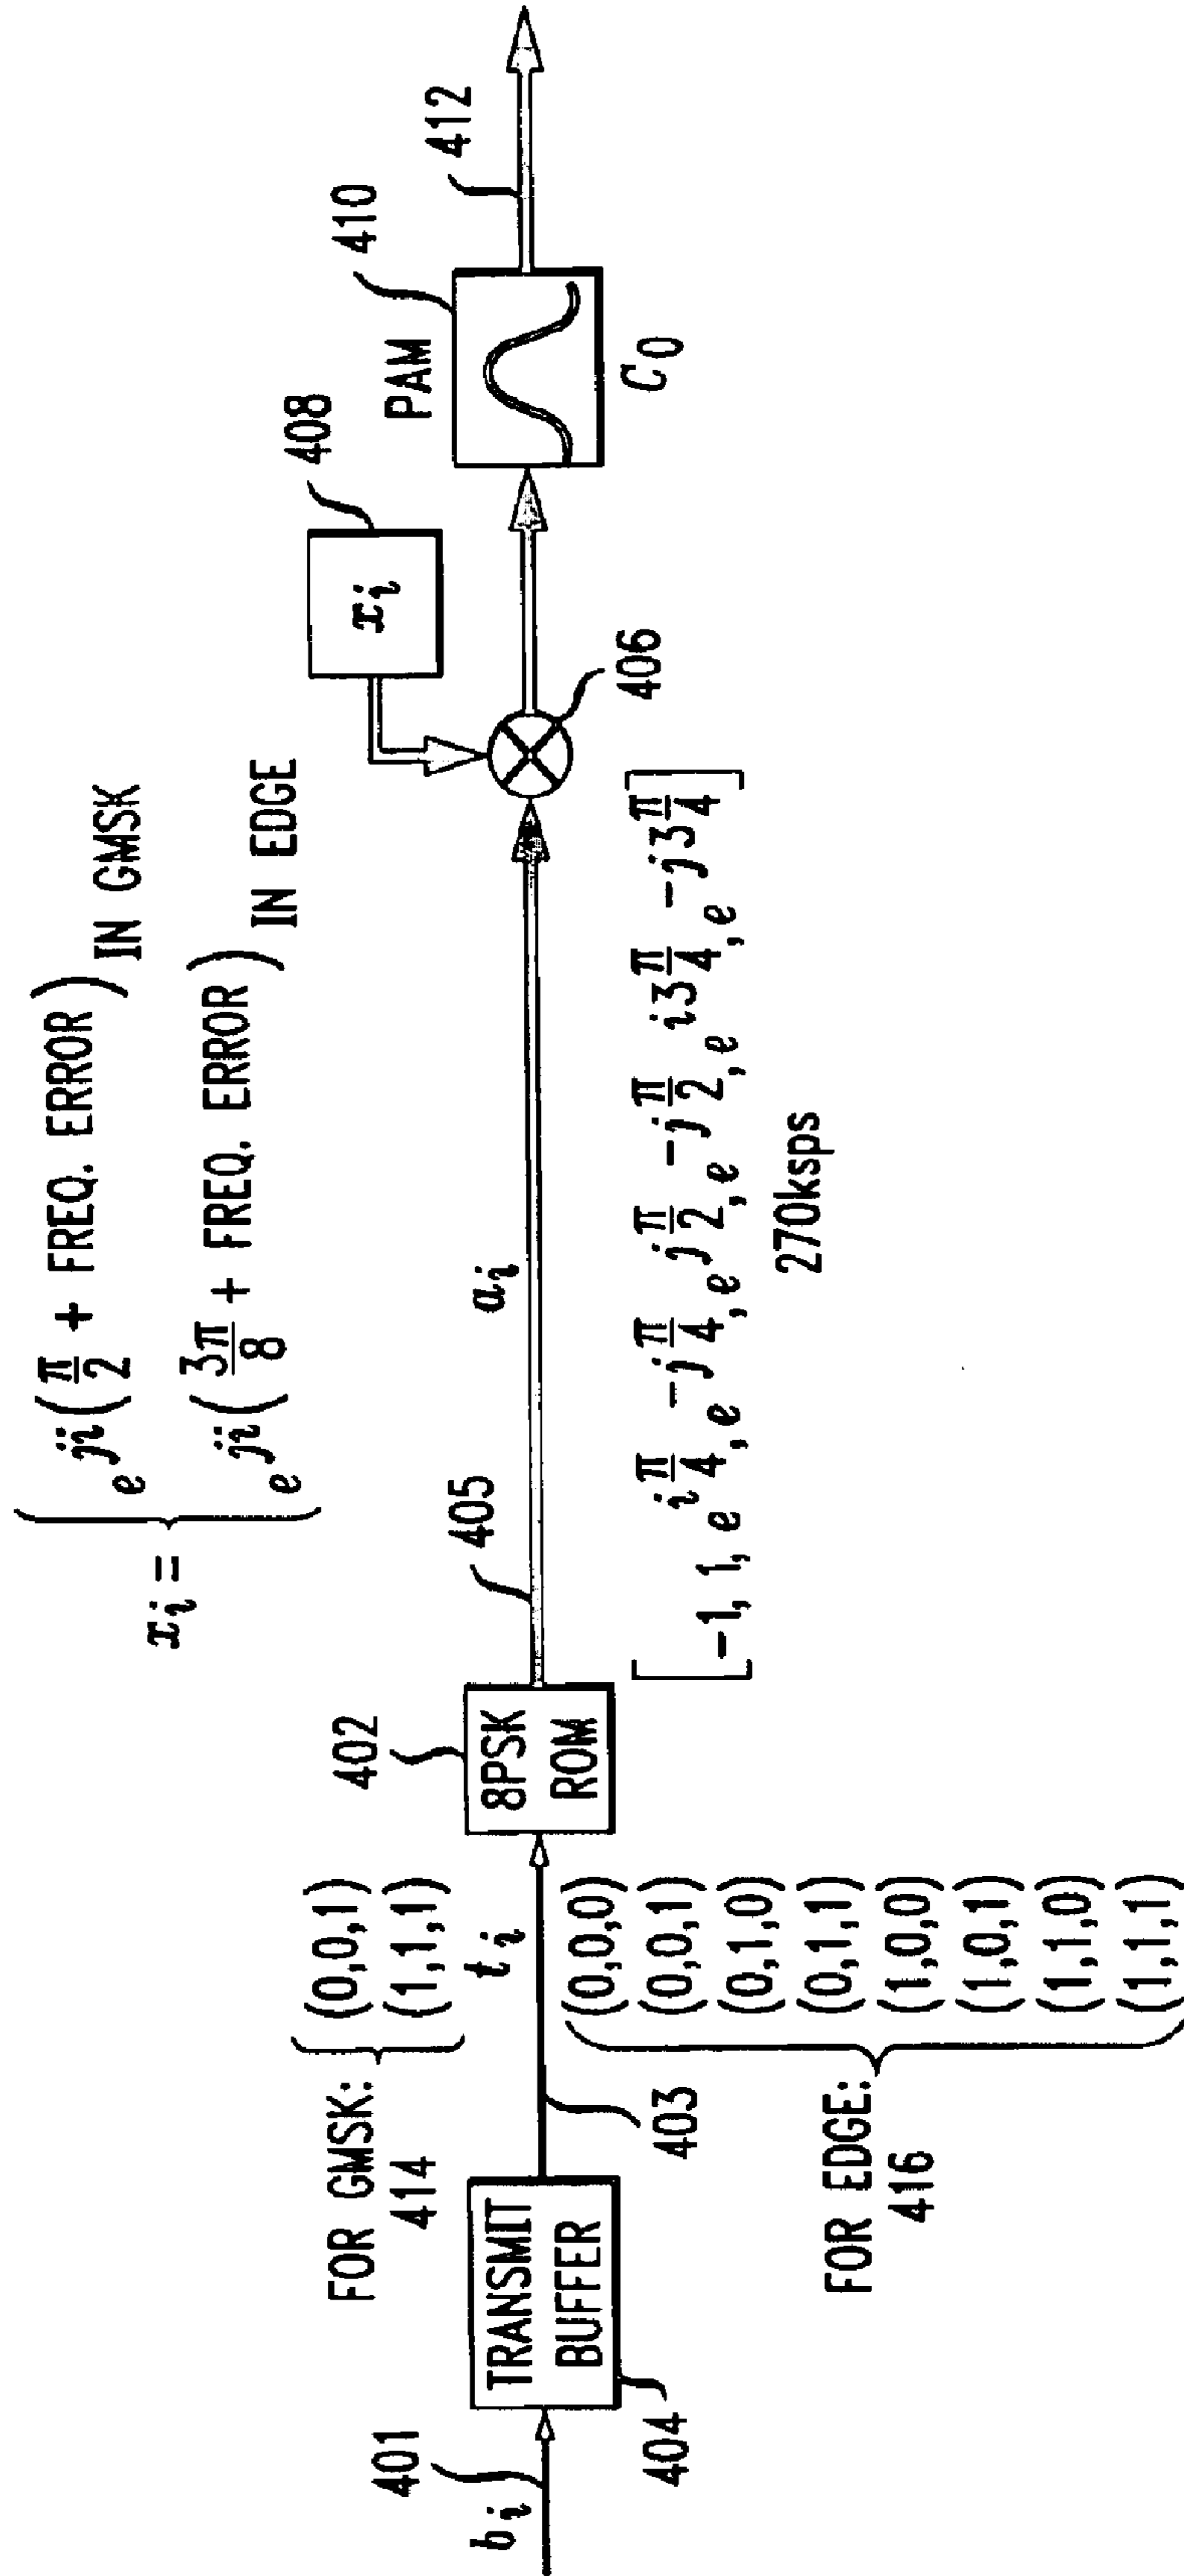 x_i = { e^{ji(π/2 + FREQ. ERROR)} IN GMSK
e^{ji(3π/8 + FREQ. ERROR)} IN EDGE
b_i
401
TRANSMIT
BUFFER
404
403
FOR GMSK:
414
(0,0,1)
(1,1,1)
t_i
FOR EDGE:
416
(0,0,0)
(0,0,1)
(0,1,0)
(0,1,1)
(1,0,0)
(1,0,1)
(1,1,0)
(1,1,1)
402
8PSK
ROM
405
a_i
[-1, 1, e^{iπ/4}, e^{-jπ/4}, e^{jπ/2}, e^{-jπ/2}, e^{i3π/4}, e^{-j3π/4}]
270ksps
406
x_i
408
PAM
410
C_0
412